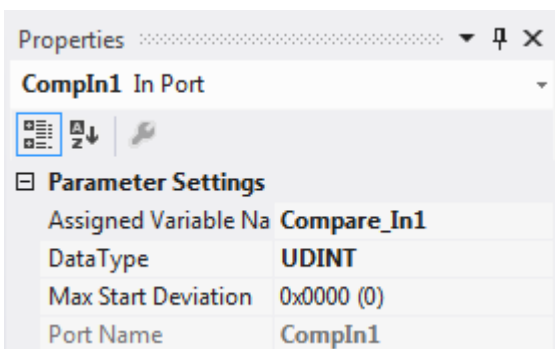 Properties
CompIn1 In Port
Parameter Settings
Assigned Variable Na Compare_In1
DataType UDINT
Max Start Deviation 0x0000 (0)
Port Name CompIn1